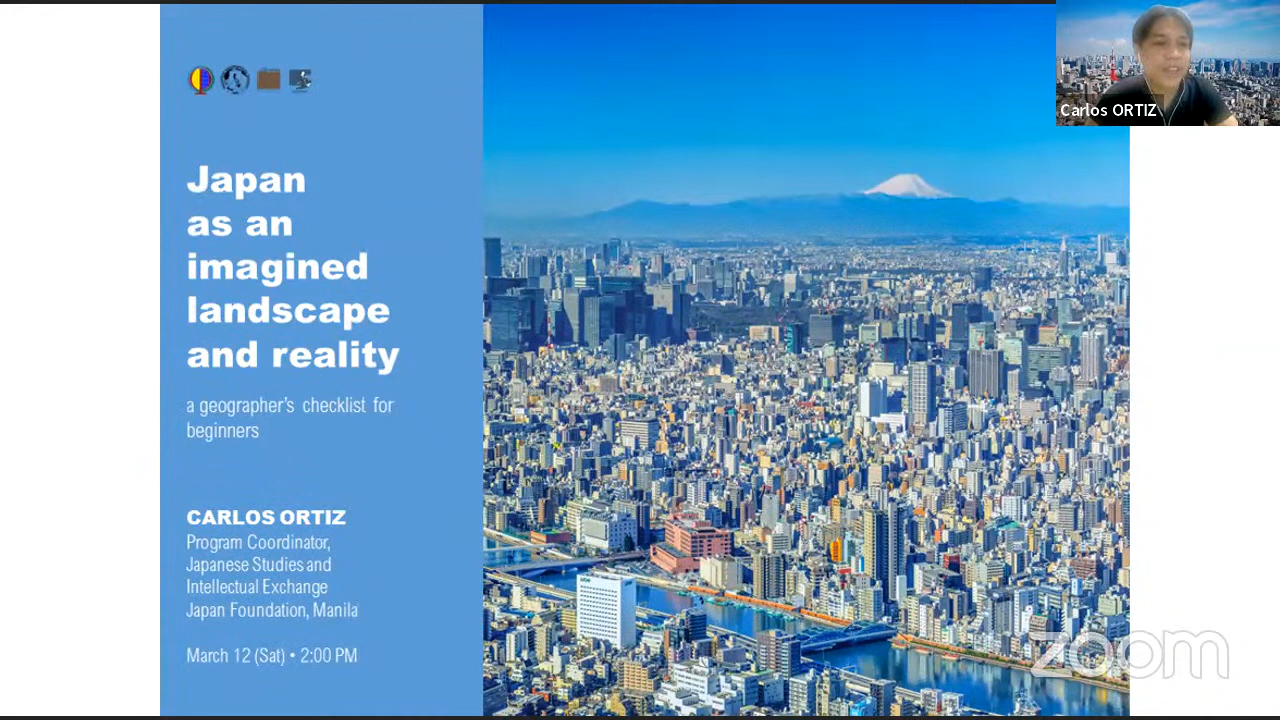 Japan
as an
imagined
landscape
and reality
a geographer's checklist for
beginners
CARLOS ORTIZ
Program Coordinator,
Japanese Studies and
Intellectual Exchange
Japan Foundation, Manila
March 12 (Sat) • 2:00 PM
Carlos ORTIZ
zoom